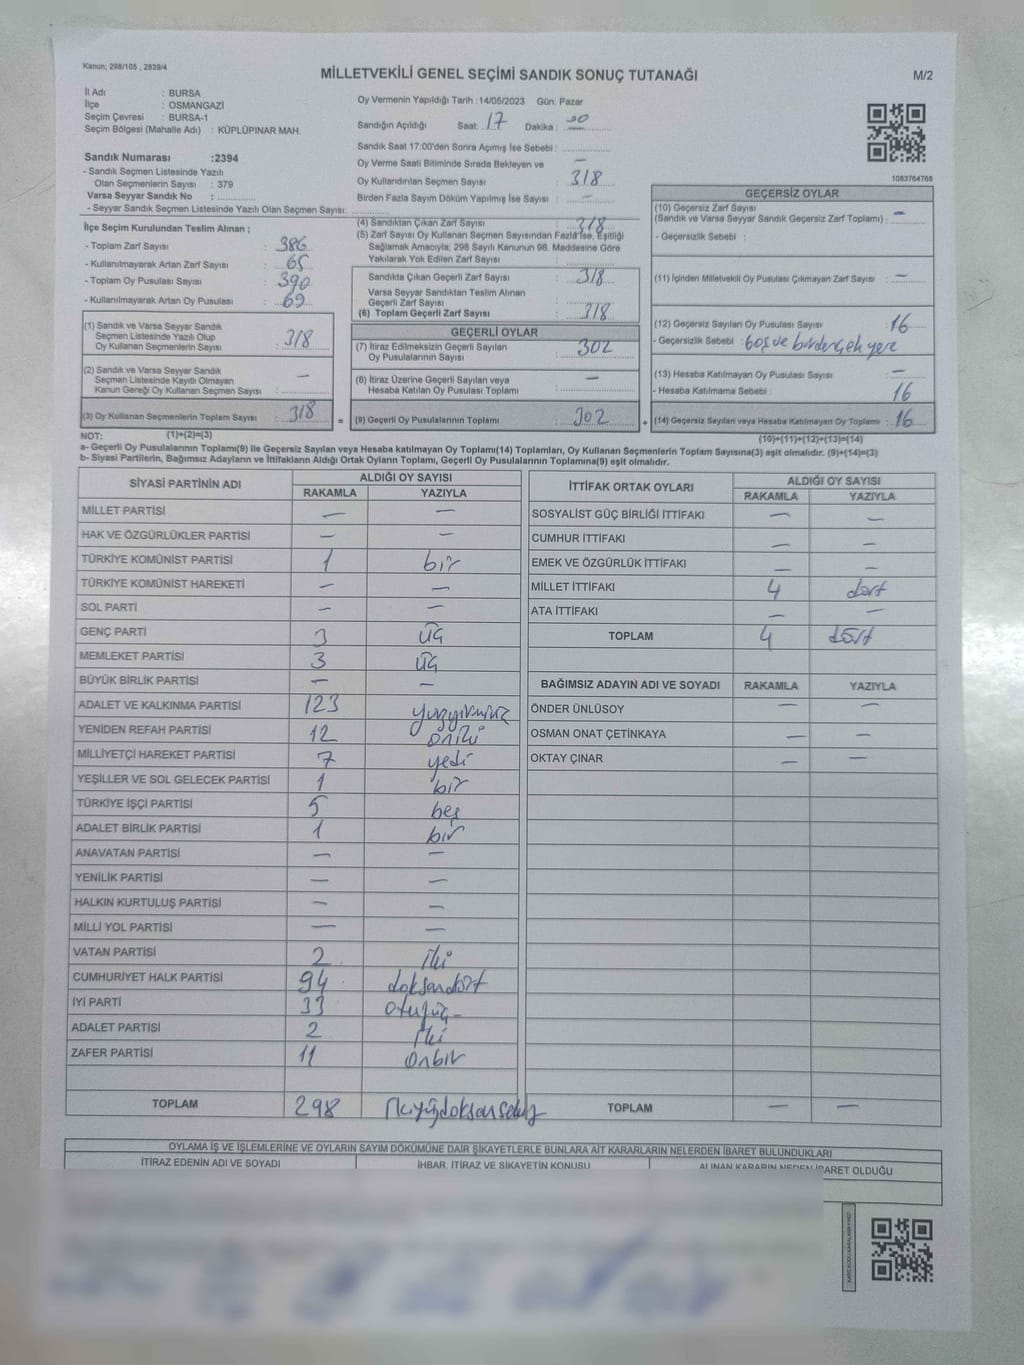 Kanun; 298/105 , 2839/4
MİLLETVEKİLİ GENEL SEÇİMİ SANDIK SONUÇ TUTANAĞI
M/2
İl Adı : BURSA
İlçe : OSMANGAZİ
Seçim Çevresi : BURSA-1
Seçim Bölgesi (Mahalle Adı) : KÜPLÜPINAR MAH.
Sandık Numarası :2394
- Sandık Seçmen Listesinde Yazılı
Olan Seçmenlerin Sayısı : 379
Varsa Seyyar Sandık No :
- Seyyar Sandık Seçmen Listesinde Yazılı Olan Seçmen Sayısı:
Oy Vermenin Yapıldığı Tarih :14/05/2023 Gün: Pazar
Sandığın Açıldığı Saat: 17 Dakika :
Sandık Saat 17:00'den Sonra Açımış İse Sebebi :
Oy Verme Saati Bitiminde Sırada Bekleyen ve —
Oy Kullandırılan Seçmen Sayısı 318
Birden Fazla Sayım Döküm Yapılmış İse Sayısı : —
1083764768
İlçe Seçim Kurulundan Teslim Alınan ;
- Toplam Zarf Sayısı : 386
- Kullanılmayarak Artan Zarf Sayısı : 65
- Toplam Oy Pusulası Sayısı : 390
- Kullanılmayarak Artan Oy Pusulası : 69
(1) Sandık ve Varsa Seyyar Sandık
Seçmen Listesinde Yazılı Olup
Oy Kullanan Seçmenlerin Sayısı : 318
(2) Sandık ve Varsa Seyyar Sandık
Seçmen Listesinde Kayıtlı Olmayan
Kanun Gereği Oy Kullanan Seçmen Sayısı : —
(3) Oy Kullanan Seçmenlerin Toplam Sayısı : 318
(4) Sandıktan Çıkan Zarf Sayısı : 318
(5) Zarf Sayısı Oy Kullanan Seçmen Sayısından Fazla İse, Eşitliği
Sağlamak Amacıyla; 298 Sayılı Kanunun 98. Maddesine Göre
Yakılarak Yok Edilen Zarf Sayısı :
Sandıkta Çıkan Geçerli Zarf Sayısı : 318
Varsa Seyyar Sandıktan Teslim Alınan
Geçerli Zarf Sayısı :
(6) Toplam Geçerli Zarf Sayısı : 318
GEÇERLİ OYLAR
(7) İtiraz Edilmeksizin Geçerli Sayılan
Oy Pusulalarının Sayısı : 302
(8) İtiraz Üzerine Geçerli Sayılan veya
Hesaba Katılan Oy Pusulası Toplamı : —
= (9) Geçerli Oy Pusulalarının Toplamı : 302
GEÇERSİZ OYLAR
(10) Geçersiz Zarf Sayısı
(Sandık ve Varsa Seyyar Sandık Geçersiz Zarf Toplamı) : —
- Geçersizlik Sebebi :
(11) İçinden Milletvekili Oy Pusulası Çıkmayan Zarf Sayısı : —
(12) Geçersiz Sayılan Oy Pusulası Sayısı : 16
- Geçersizlik Sebebi : boş ve birden çok yere
(13) Hesaba Katılmayan Oy Pusulası Sayısı : —
- Hesaba Katılmama Sebebi : 16
+ (14) Geçersiz Sayılan veya Hesaba Katılmayan Oy Toplamı : 16
NOT: (1)+(2)=(3)
(10)+(11)+(12)+(13)=(14)
a- Geçerli Oy Pusulalarının Toplamı(9) ile Geçersiz Sayılan veya Hesaba katılmayan Oy Toplamı(14) Toplamları, Oy Kullanan Seçmenlerin Toplam Sayısına(3) eşit olmalıdır. (9)+(14)=(3)
b- Siyasi Partilerin, Bağımsız Adayların ve İttifakların Aldığı Ortak Oyların Toplamı, Geçerli Oy Pusulalarının Toplamına(9) eşit olmalıdır.
SİYASİ PARTİNİN ADI ALDIĞI OY SAYISI
RAKAMLA YAZIYLA
MİLLET PARTİSİ — —
HAK VE ÖZGÜRLÜKLER PARTİSİ — —
TÜRKİYE KOMÜNİST PARTİSİ 1 bir
TÜRKİYE KOMÜNİST HAREKETİ — —
SOL PARTİ — —
GENÇ PARTİ 3 üç
MEMLEKET PARTİSİ 3 üç
BÜYÜK BİRLİK PARTİSİ — —
ADALET VE KALKINMA PARTİSİ 123
YENİDEN REFAH PARTİSİ 12 oniki
MİLLİYETÇİ HAREKET PARTİSİ 7 yedi
YEŞİLLER VE SOL GELECEK PARTİSİ 1 bir
TÜRKİYE İŞÇİ PARTİSİ 5 beş
ADALET BİRLİK PARTİSİ 1 bir
ANAVATAN PARTİSİ — —
YENİLİK PARTİSİ — —
HALKIN KURTULUŞ PARTİSİ — —
MİLLİ YOL PARTİSİ — —
VATAN PARTİSİ 2 iki
CUMHURİYET HALK PARTİSİ 94 doksandört
İYİ PARTİ 33 otuzüç
ADALET PARTİSİ 2 iki
ZAFER PARTİSİ 11 onbir
TOPLAM 298 ikiyüzdoksansekiz
İTTİFAK ORTAK OYLARI ALDIĞI OY SAYISI
RAKAMLA YAZIYLA
SOSYALİST GÜÇ BİRLİĞİ İTTİFAKI — —
CUMHUR İTTİFAKI — —
EMEK VE ÖZGÜRLÜK İTTİFAKI — —
MİLLET İTTİFAKI 4 dört
ATA İTTİFAKI — —
TOPLAM 4 dört
BAĞIMSIZ ADAYIN ADI VE SOYADI RAKAMLA YAZIYLA
ÖNDER ÜNLÜSOY — —
OSMAN ONAT ÇETİNKAYA — —
OKTAY ÇINAR — —
TOPLAM — —
OYLAMA İŞ VE İŞLEMLERİNE VE OYLARIN SAYIM DÖKÜMÜNE DAİR ŞİKAYETLERLE BUNLARA AİT KARARLARIN NELERDEN İBARET BULUNDUKLARI
İTİRAZ EDENİN ADI VE SOYADI İHBAR, İTİRAZ VE ŞİKAYETİN KONUSU ALINAN KARARIN NEDEN İBARET OLDUĞU